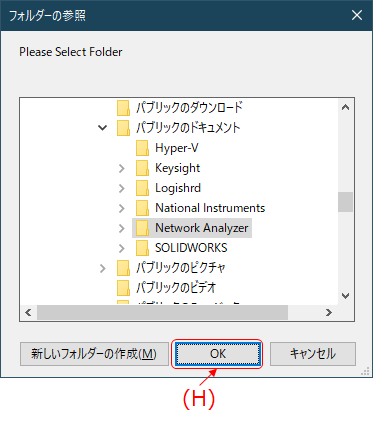 フォルダーの参照
Please Select Folder
パブリックのダウンロード
パブリックのドキュメント
Hyper-V
Keysight
Logishrd
National Instruments
Network Analyzer
SOLIDWORKS
パブリックのピクチャ
パブリックのビデオ
新しいフォルダーの作成(M) OK キャンセル
(H)